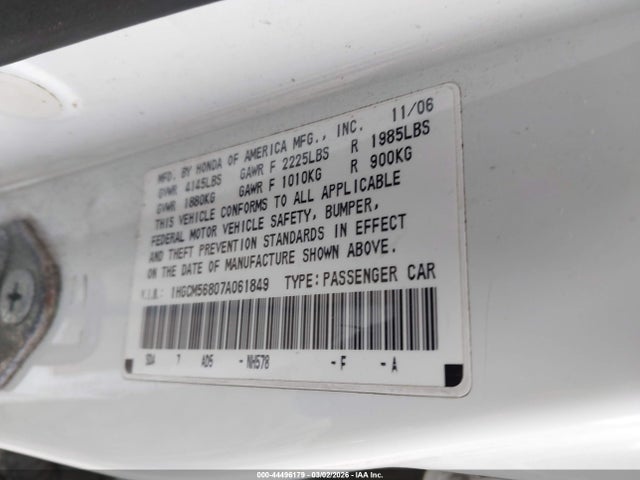 11/06
MFD. BY HONDA OF AMERICA MFG., INC.
GVWR 4145LBS GAWR F 2225LBS R 1985LBS
GVWR 1880KG GAWR F 1010KG R 900KG
THIS VEHICLE CONFORMS TO ALL APPLICABLE
FEDERAL MOTOR VEHICLE SAFETY, BUMPER,
AND THEFT PREVENTION STANDARDS IN EFFECT
ON THE DATE OF MANUFACTURE SHOWN ABOVE.
V.I.N.: 1HGCM56807A061849 TYPE:PASSENGER CAR
SDA 7 AD5 -NH578 -F -A
000-44496179 - 03/02/2026 - IAA Inc.